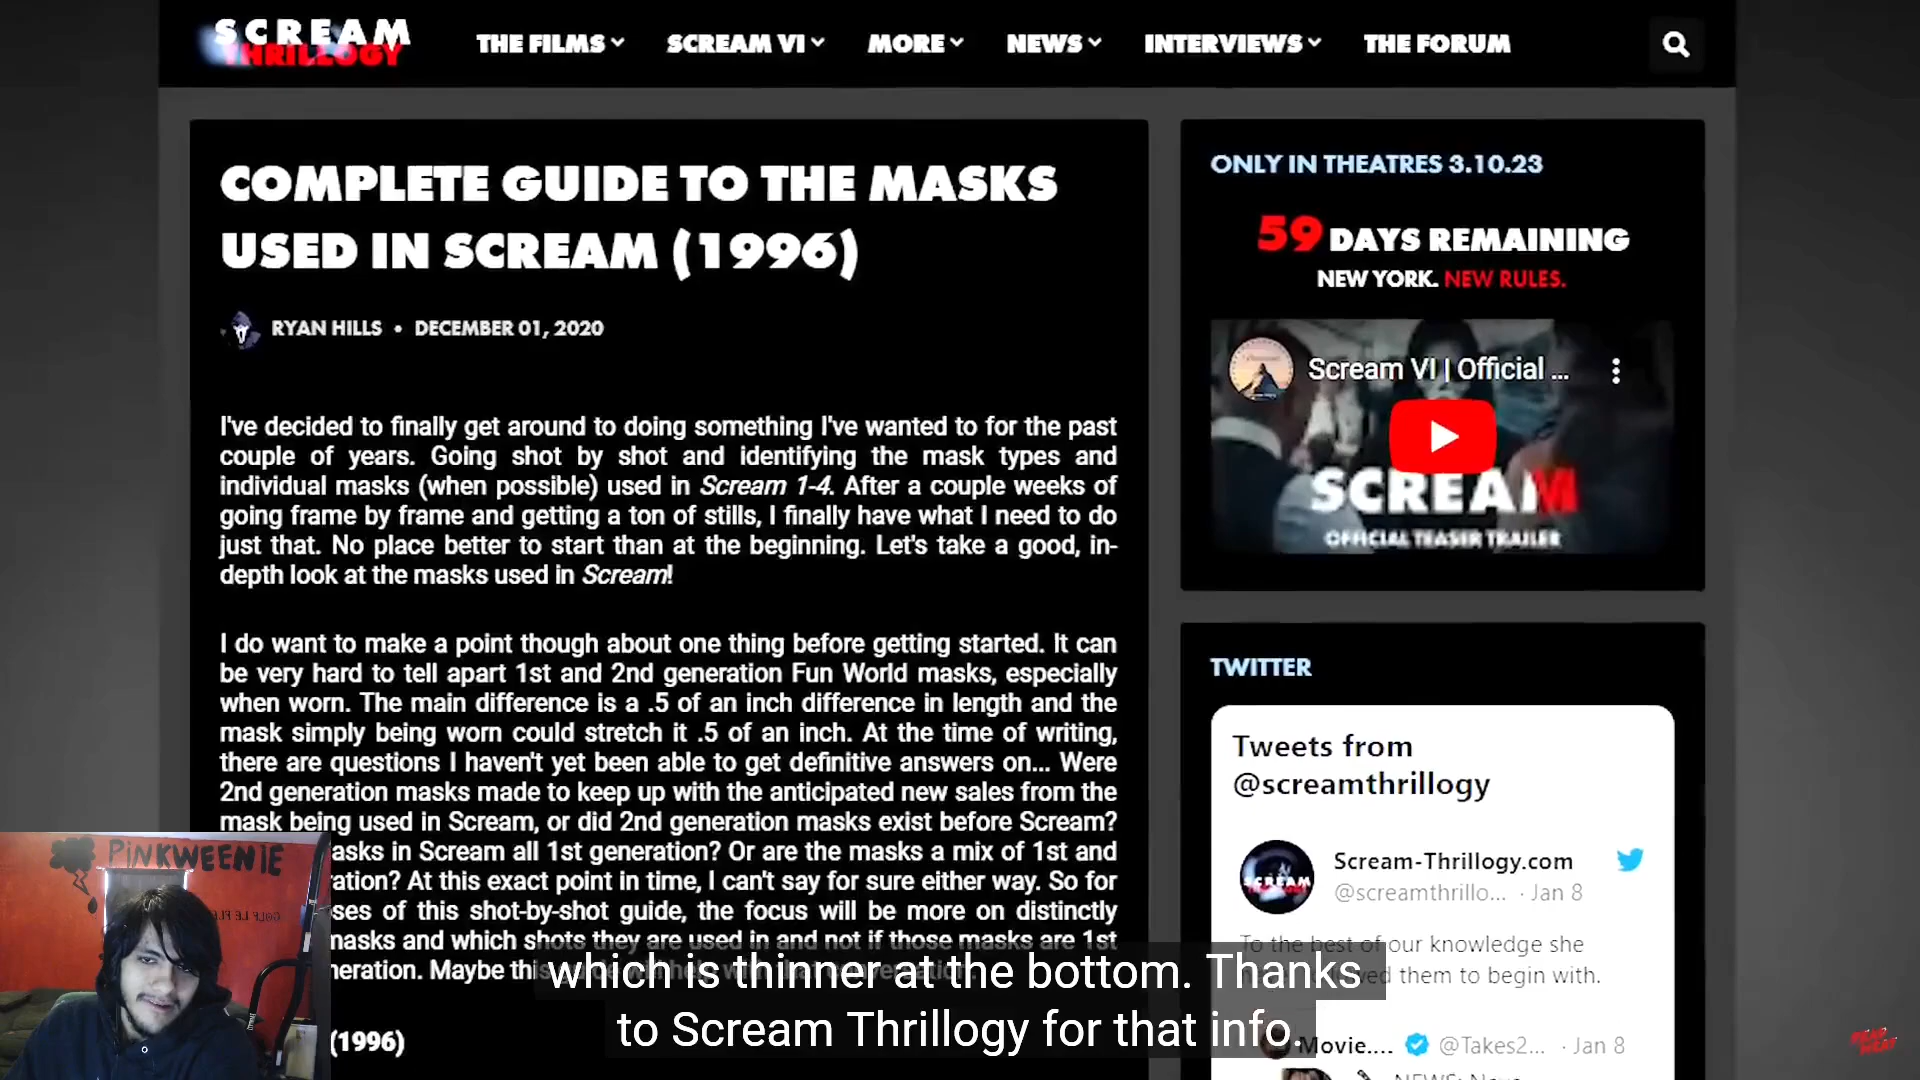 SCREAM
THRILLOGY
THE FILMS
SCREAM VI
MORE
NEWS
INTERVIEWS
THE FORUM
COMPLETE GUIDE TO THE MASKS
USED IN SCREAM (1996)
RYAN HILLS • DECEMBER 01, 2020
I've decided to finally get around to doing something I've wanted to for the past
couple of years. Going shot by shot and identifying the mask types and
individual masks (when possible) used in Scream 1-4. After a couple weeks of
going frame by frame and getting a ton of stills, I finally have what I need to do
just that. No place better to start than at the beginning. Let's take a good, in-
depth look at the masks used in Scream!
I do want to make a point though about one thing before getting started. It can
be very hard to tell apart 1st and 2nd generation Fun World masks, especially
when worn. The main difference is a .5 of an inch difference in length and the
mask simply being worn could stretch it .5 of an inch. At the time of writing,
there are questions I haven't yet been able to get definitive answers on... Were
2nd generation masks made to keep up with the anticipated new sales from the
mask being used in Scream, or did 2nd generation masks exist before Scream?
asks in Scream all 1st generation? Or are the masks a mix of 1st and
ration? At this exact point in time, I can't say for sure either way. So for
ses of this shot-by-shot guide, the focus will be more on distinctly
masks and which shots they are used in and not if those masks are 1st
neration. Maybe thi
(1996)
ONLY IN THEATRES 3.10.23
59 DAYS REMAINING
NEW YORK. NEW RULES.
Scream VI | Official ...
SCREAM
OFFICIAL TEASER TRAILER
TWITTER
Tweets from
@screamthrillogy
Scream-Thrillogy.com
@screamthrillo... · Jan 8
To the best of our knowledge she
wed them to begin with.
Movie.... @Takes2... · Jan 8
PINKWEENIE
which is thinner at the bottom. Thanks
to Scream Thrillogy for that info.
DEAD
MEAT